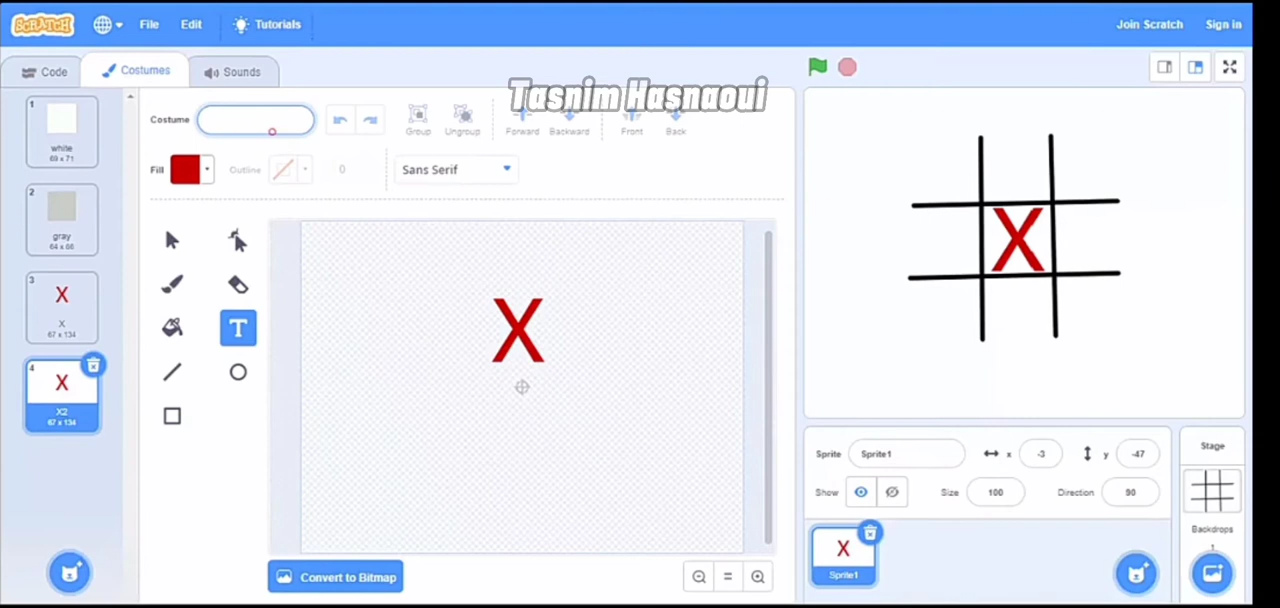 SCRATCH File Edit Tutorials Join Scratch Sign in
Code Costumes Sounds
Tasnim Hasnaoui
1
white
69 x 71
Costume
Group Ungroup Forward Backward Front Back
Fill Outline 0 Sans Serif
2
gray
64 x 66
3
X
X
67 x 134
4
X
X2
67 x 134
T
X
X
Convert to Bitmap
Sprite Sprite1 x -3 y -47
Show Size 100 Direction 90
X
Sprite1
Stage
Backdrops
1